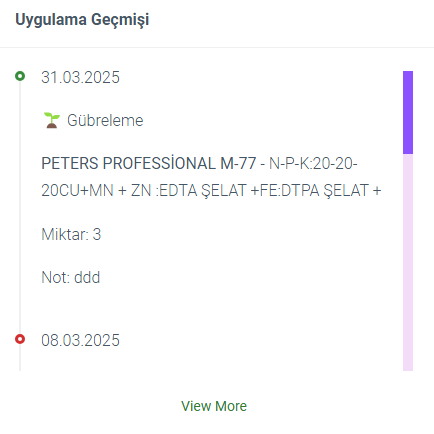 Uygulama Geçmişi
31.03.2025
Gübreleme
PETERS PROFESSİONAL M-77 - N-P-K:20-20-
20CU+MN + ZN :EDTA ŞELAT +FE:DTPA ŞELAT +
Miktar: 3
Not: ddd
08.03.2025
View More